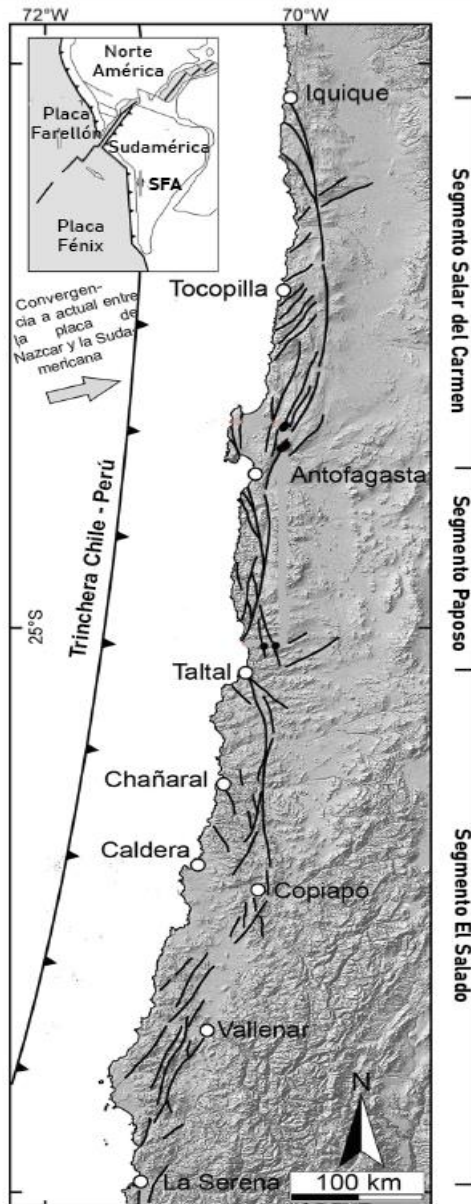 72°W
70°W
Norte
América
Placa
Farellón
Sudamérica
SFA
Placa
Fénix
Convergen-
cia a actual entre
la placa de
Nazcar y la Suda-
mericana
Trinchera Chile - Perú
25°S
Iquique
Tocopilla
Antofagasta
Taltal
Chañaral
Caldera
Copiapó
Vallenar
La Serena
N
100 km
Segmento Salar del Carmen
Segmento Paposo
Segmento El Salado